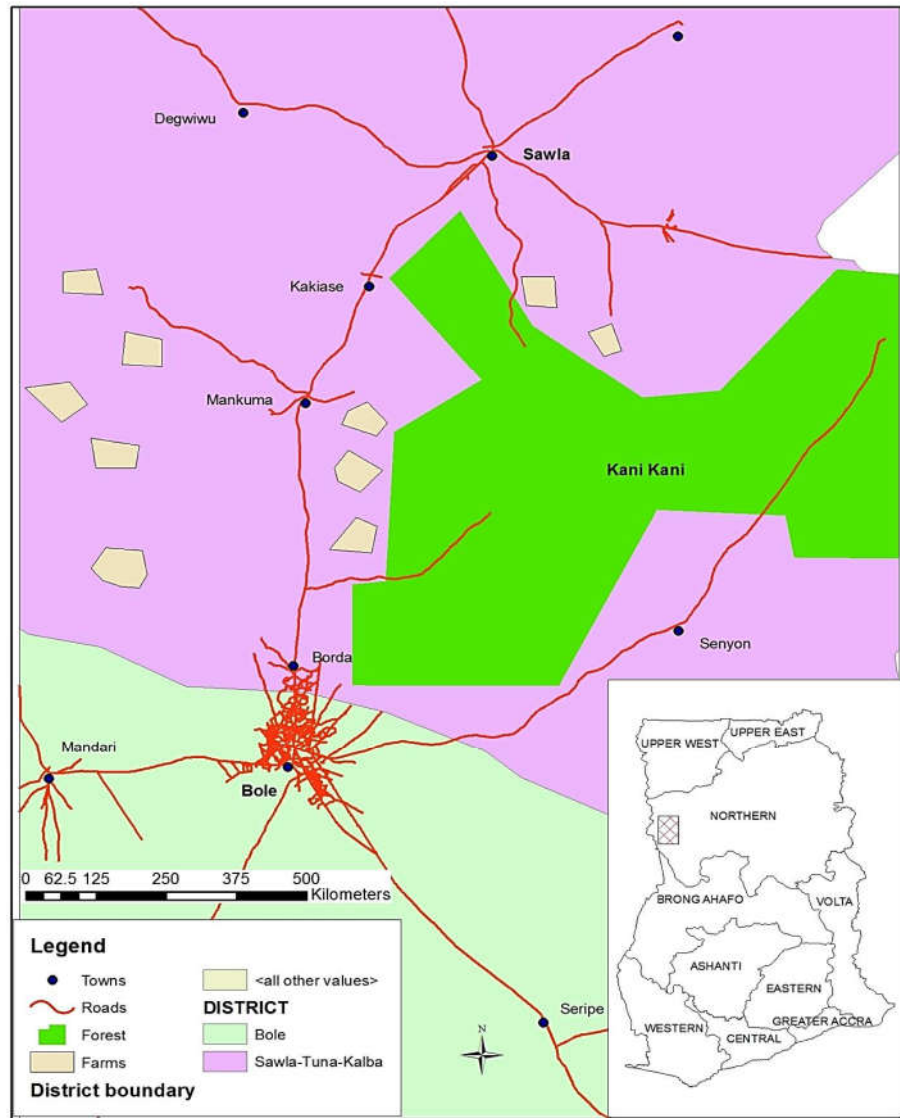 Degwiwu
Sawla
Kakiase
Mankuma
Kani Kani
Borda
Senyon
Mandari
Bole
0 62.5 125 250 375 500
Kilometers
Seripe
N
Legend
Towns
Roads
Forest
Farms
District boundary
<all other values>
DISTRICT
Bole
Sawla-Tuna-Kalba
UPPER WEST
UPPER EAST
NORTHERN
BRONG AHAFO
VOLTA
ASHANTI
EASTERN
GREATER ACCRA
WESTERN
CENTRAL